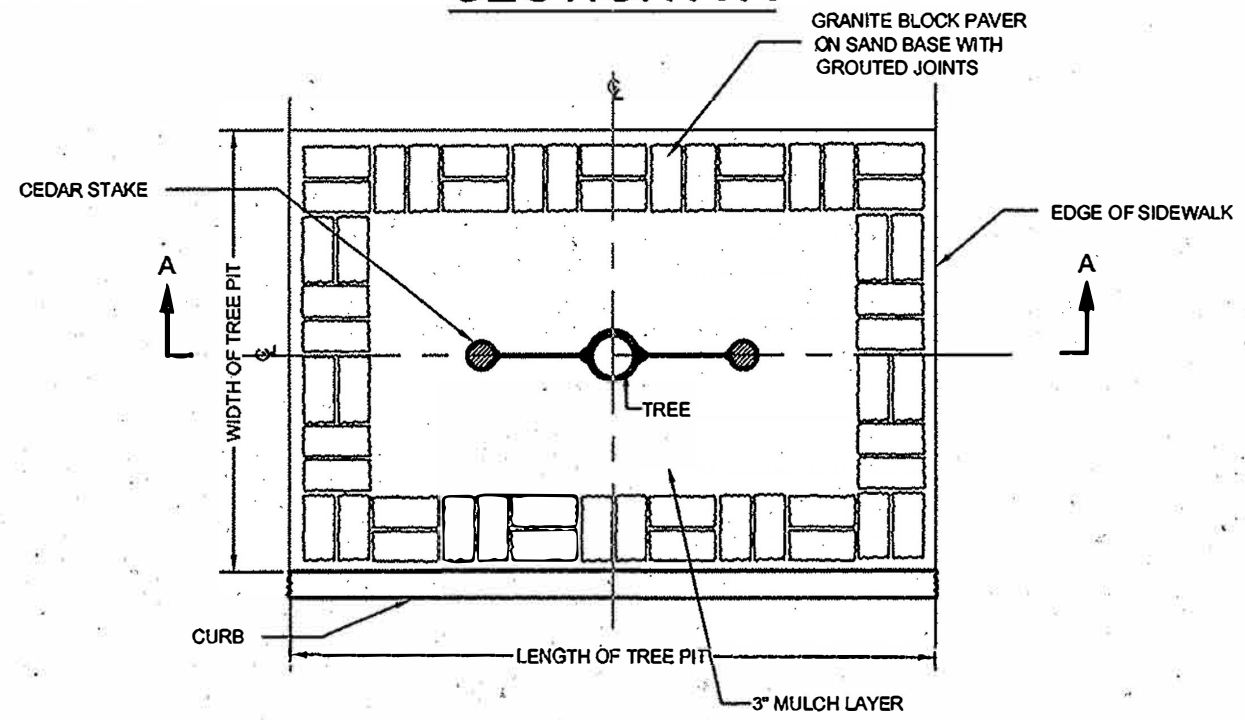 GRANITE BLOCK PAVER
ON SAND BASE WITH
GROUTED JOINTS
CEDAR STAKE
EDGE OF SIDEWALK
A
A
WIDTH OF TREE PIT
TREE
CURB
LENGTH OF TREE PIT
3" MULCH LAYER